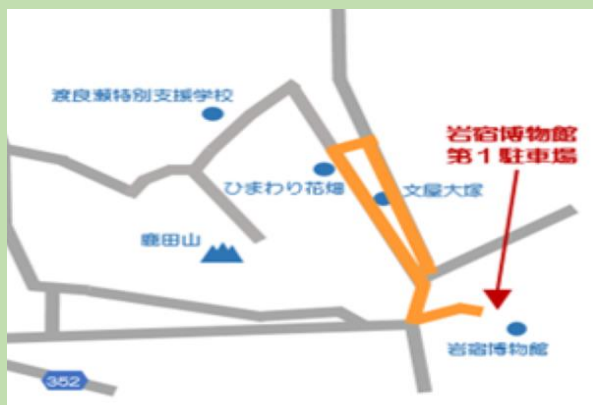 渡良瀬特別支援学校
岩宿博物館
第1駐車場
ひまわり花畑
文屋大塚
鹿田山
岩宿博物館
352